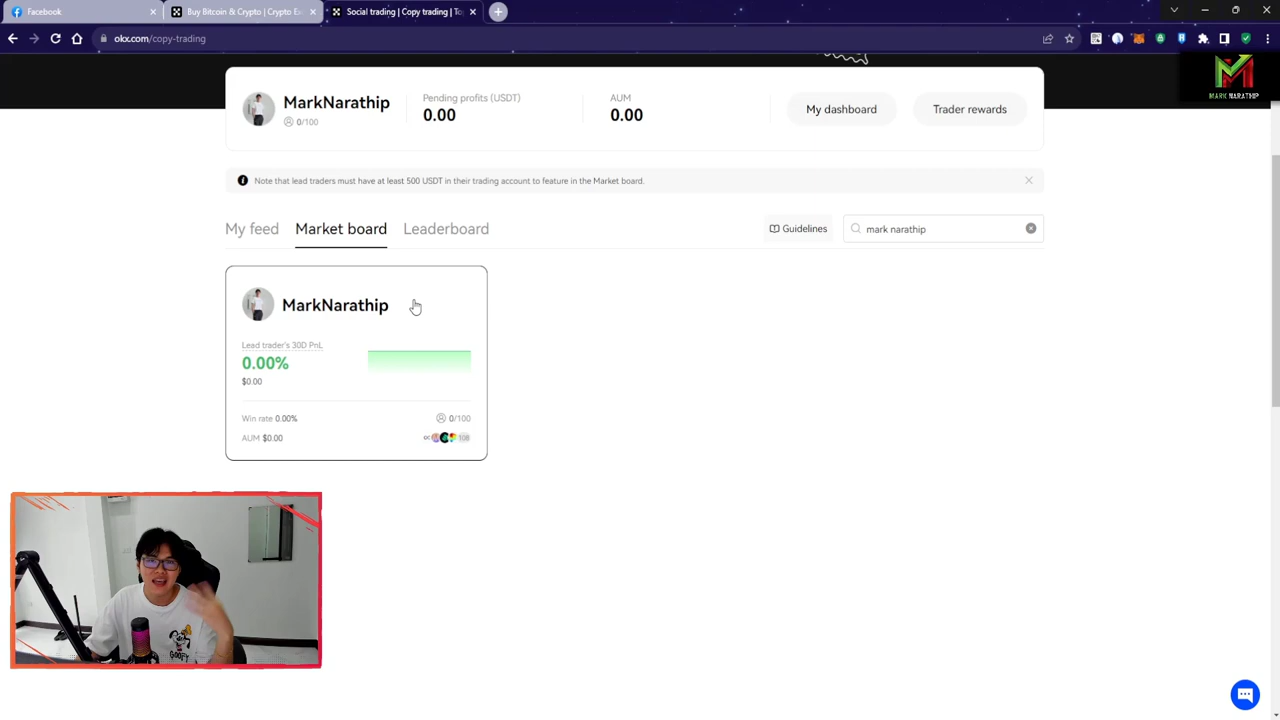 Facebook
Buy Bitcoin & Crypto | Crypto Ex
Social trading | Copy trading | To
okx.com/copy-trading
MARK NARATHIP
MarkNarathip
0/100
Pending profits (USDT)
0.00
AUM
0.00
My dashboard
Trader rewards
Note that lead traders must have at least 500 USDT in their trading account to feature in the Market board.
My feed
Market board
Leaderboard
Guidelines
mark narathip
MarkNarathip
Lead trader's 30D PnL
0.00%
$0.00
Win rate 0.00%
0/100
AUM $0.00
108
GOOFY